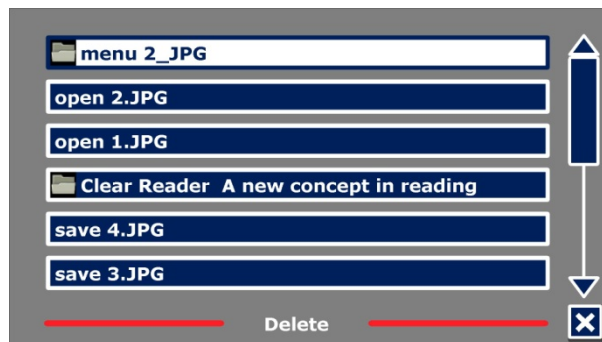 menu 2_JPG
open 2.JPG
open 1.JPG
Clear Reader  A new concept in reading
save 4.JPG
save 3.JPG
Delete